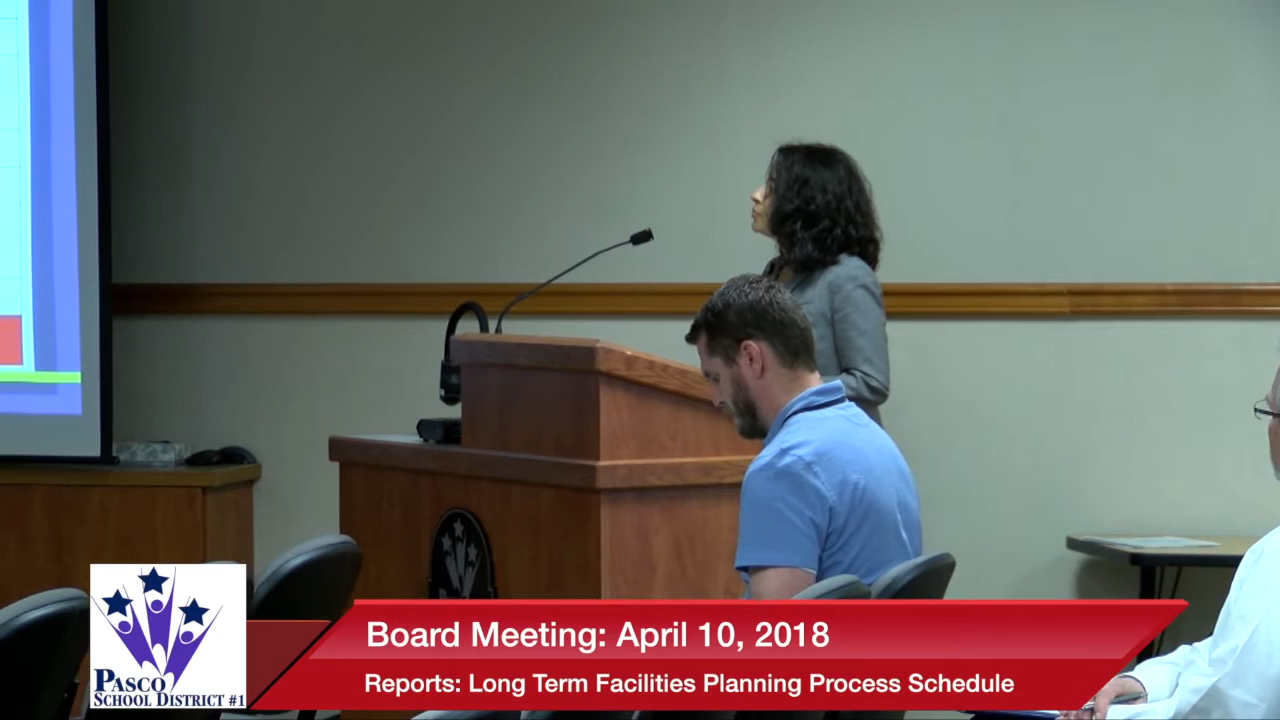 Board Meeting: April 10, 2018
Reports: Long Term Facilities Planning Process Schedule
PASCO
SCHOOL DISTRICT #1